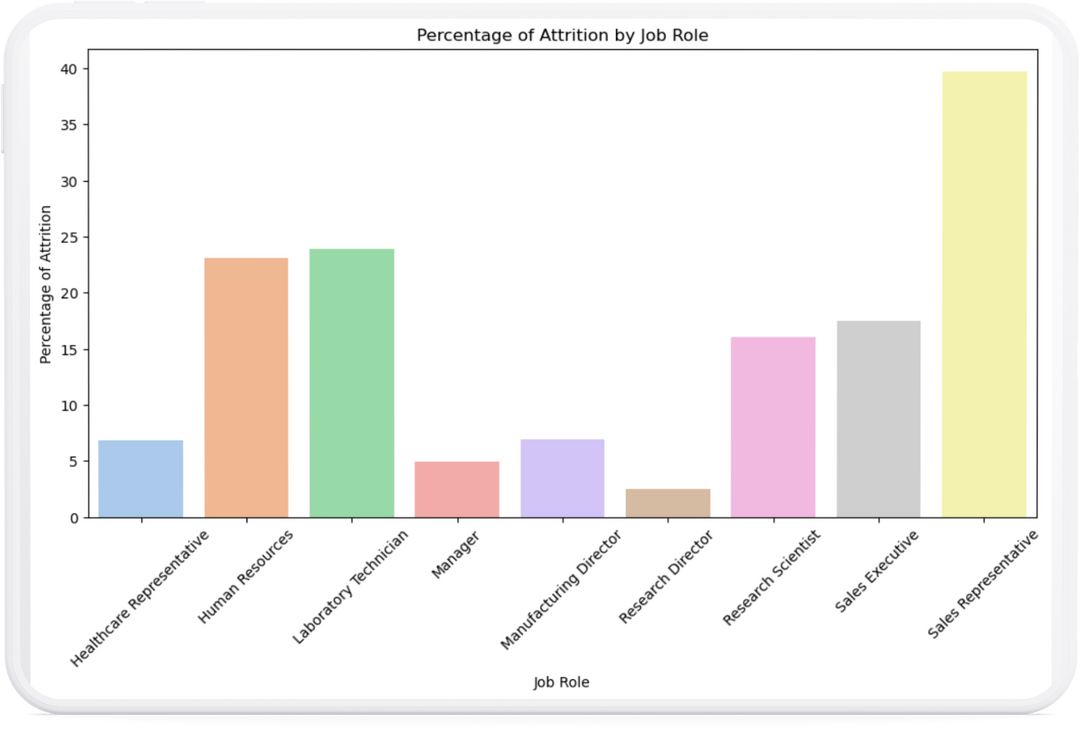 Percentage of Attrition by Job Role
Percentage of Attrition
40
35
30
25
20
15
10
5
0
Healthcare Representative
Human Resources
Laboratory Technician
Manager
Manufacturing Director
Research Director
Research Scientist
Sales Executive
Sales Representative
Job Role